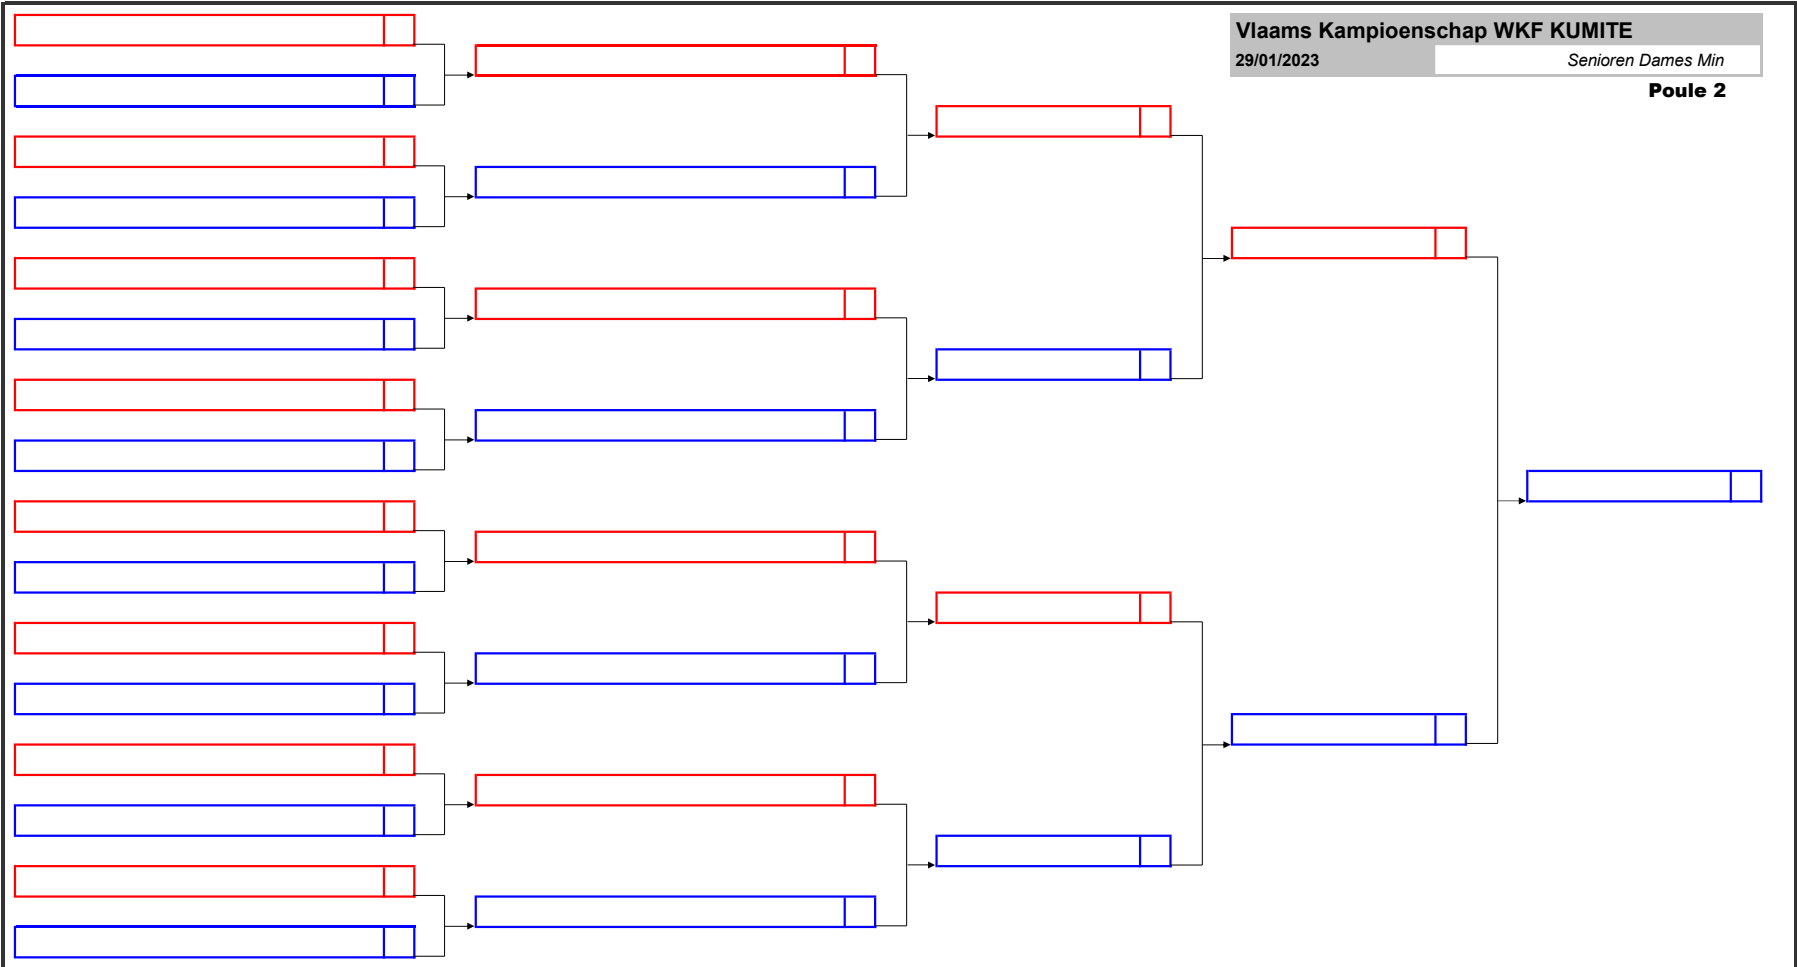 Vlaams Kampioenschap WKF KUMITE
29/01/2023 Senioren Dames Min
Poule 2